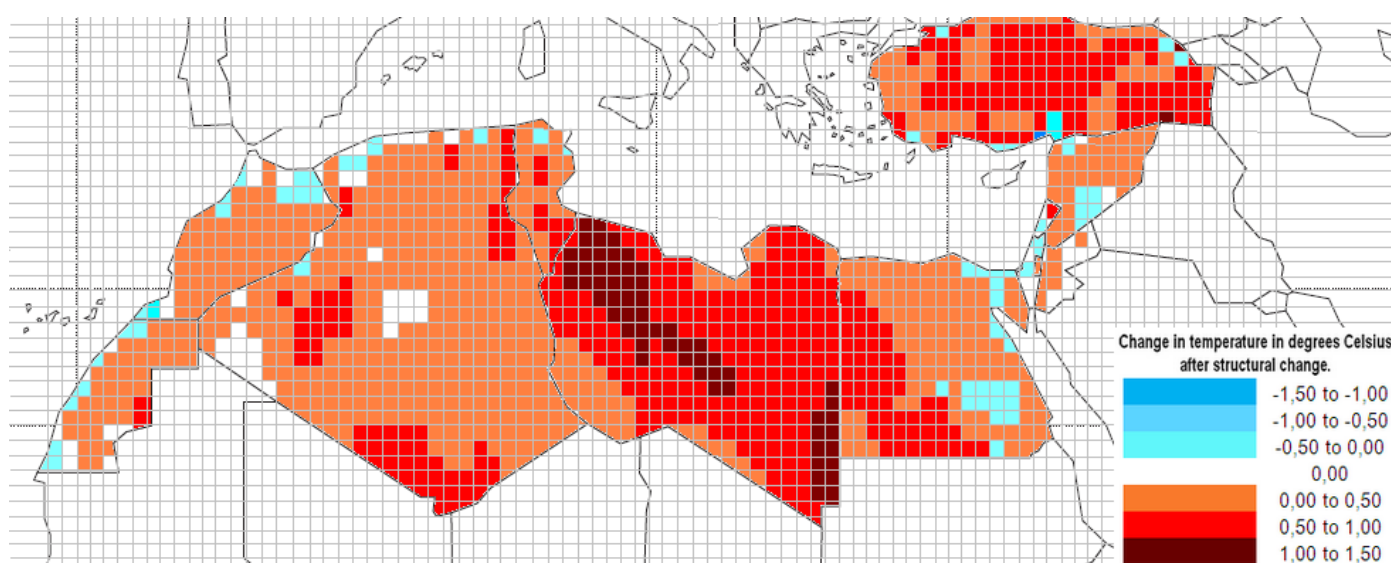 Change in temperature in degrees Celsius
after structural change.
-1,50 to -1,00
-1,00 to -0,50
-0,50 to 0,00
0,00
0,00 to 0,50
0,50 to 1,00
1,00 to 1,50